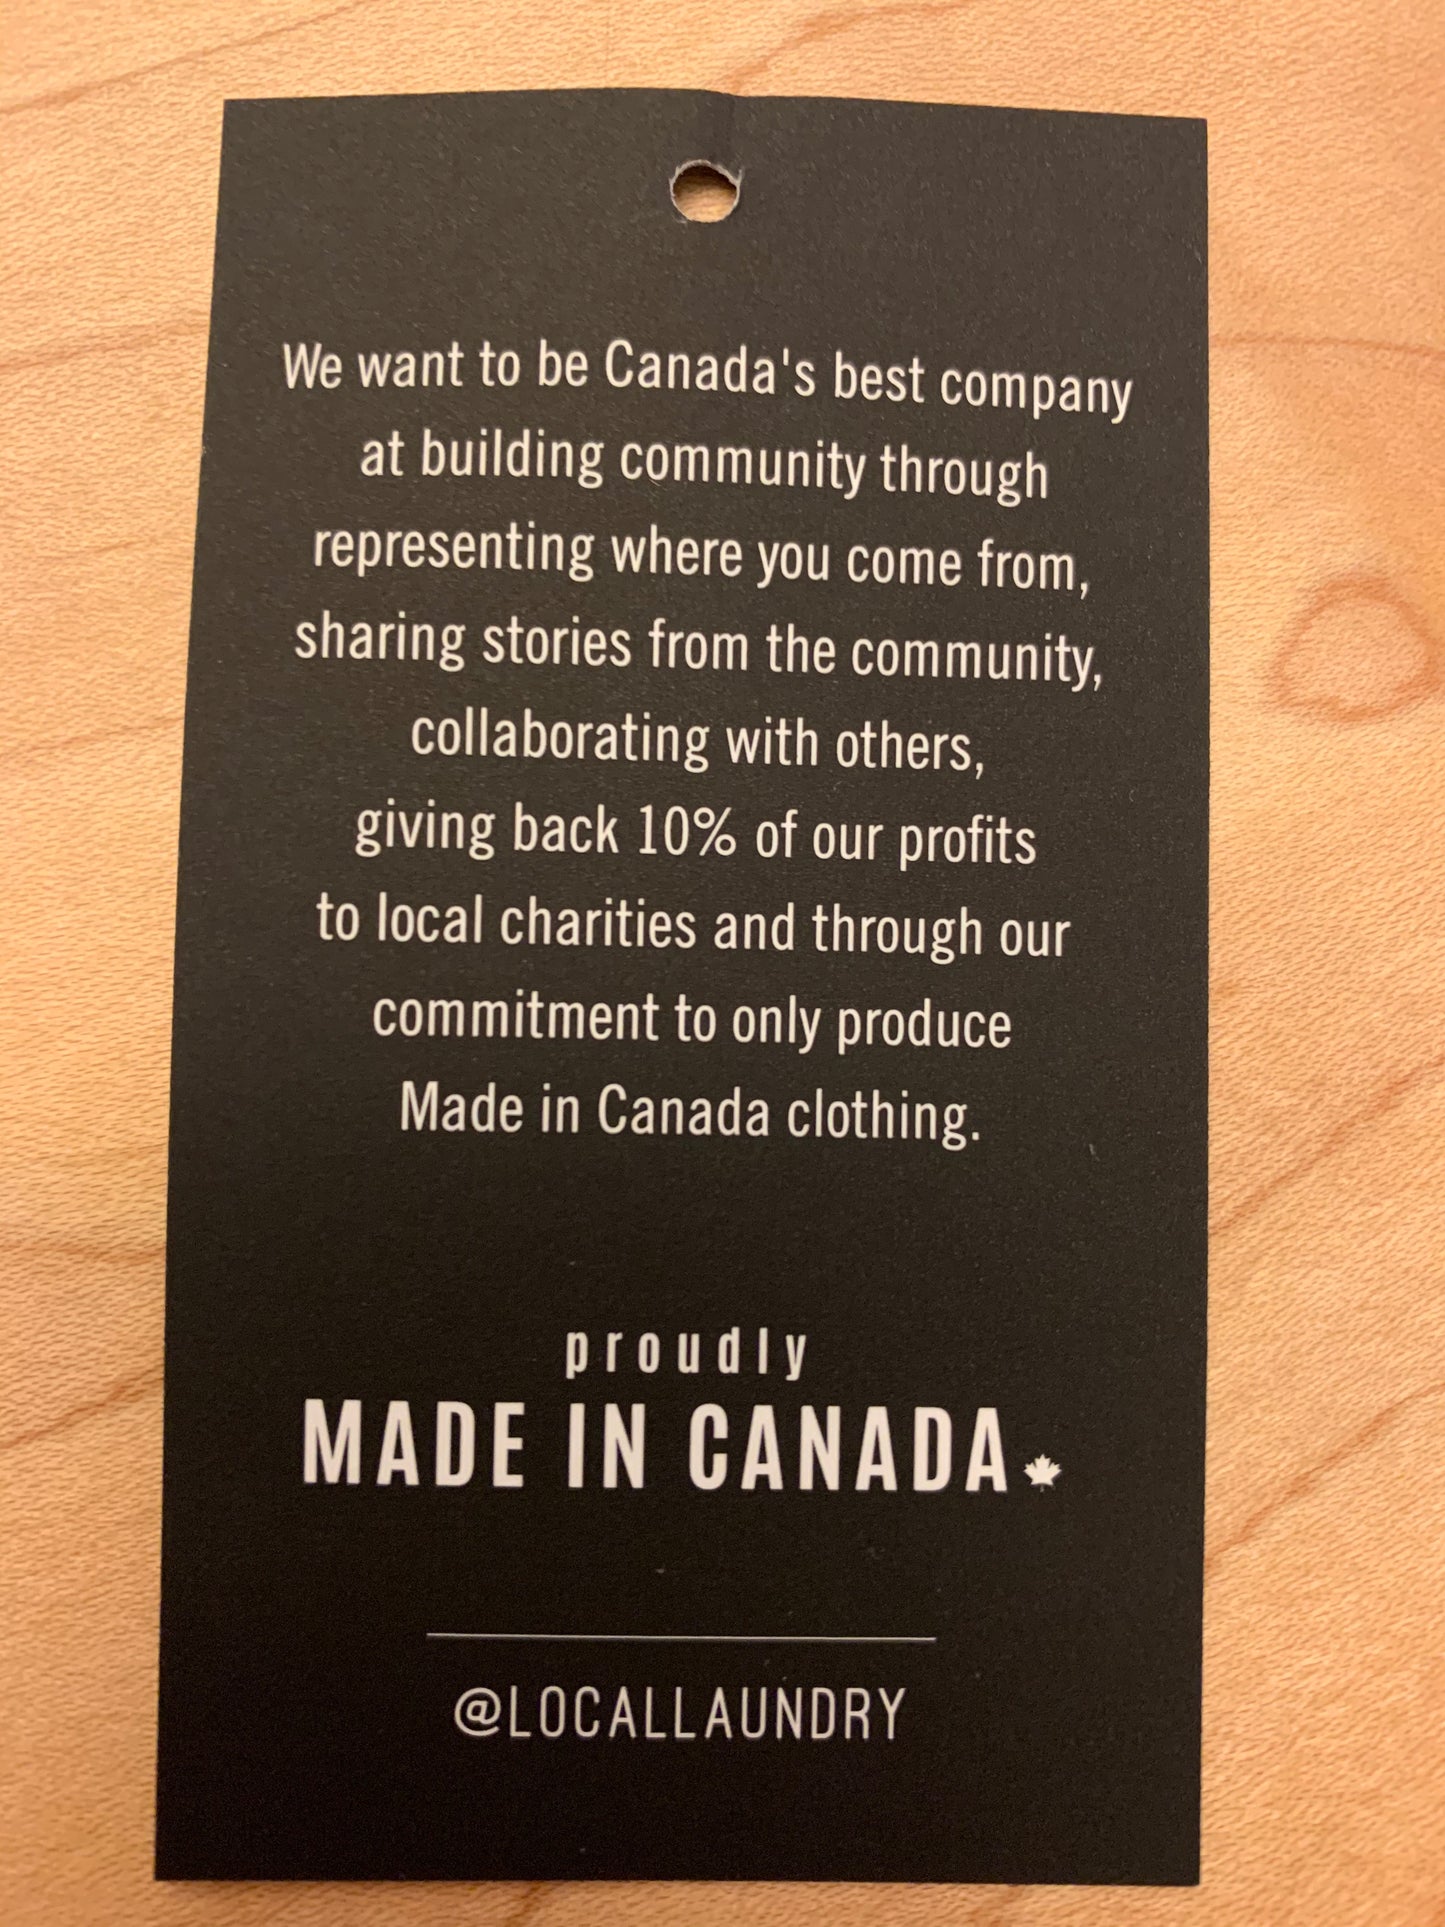 We want to be Canada's best company
at building community through
representing where you come from,
sharing stories from the community,
collaborating with others,
giving back 10% of our profits
to local charities and through our
commitment to only produce
Made in Canada clothing.
proudly
MADE IN CANADA
@LOCALLAUNDRY